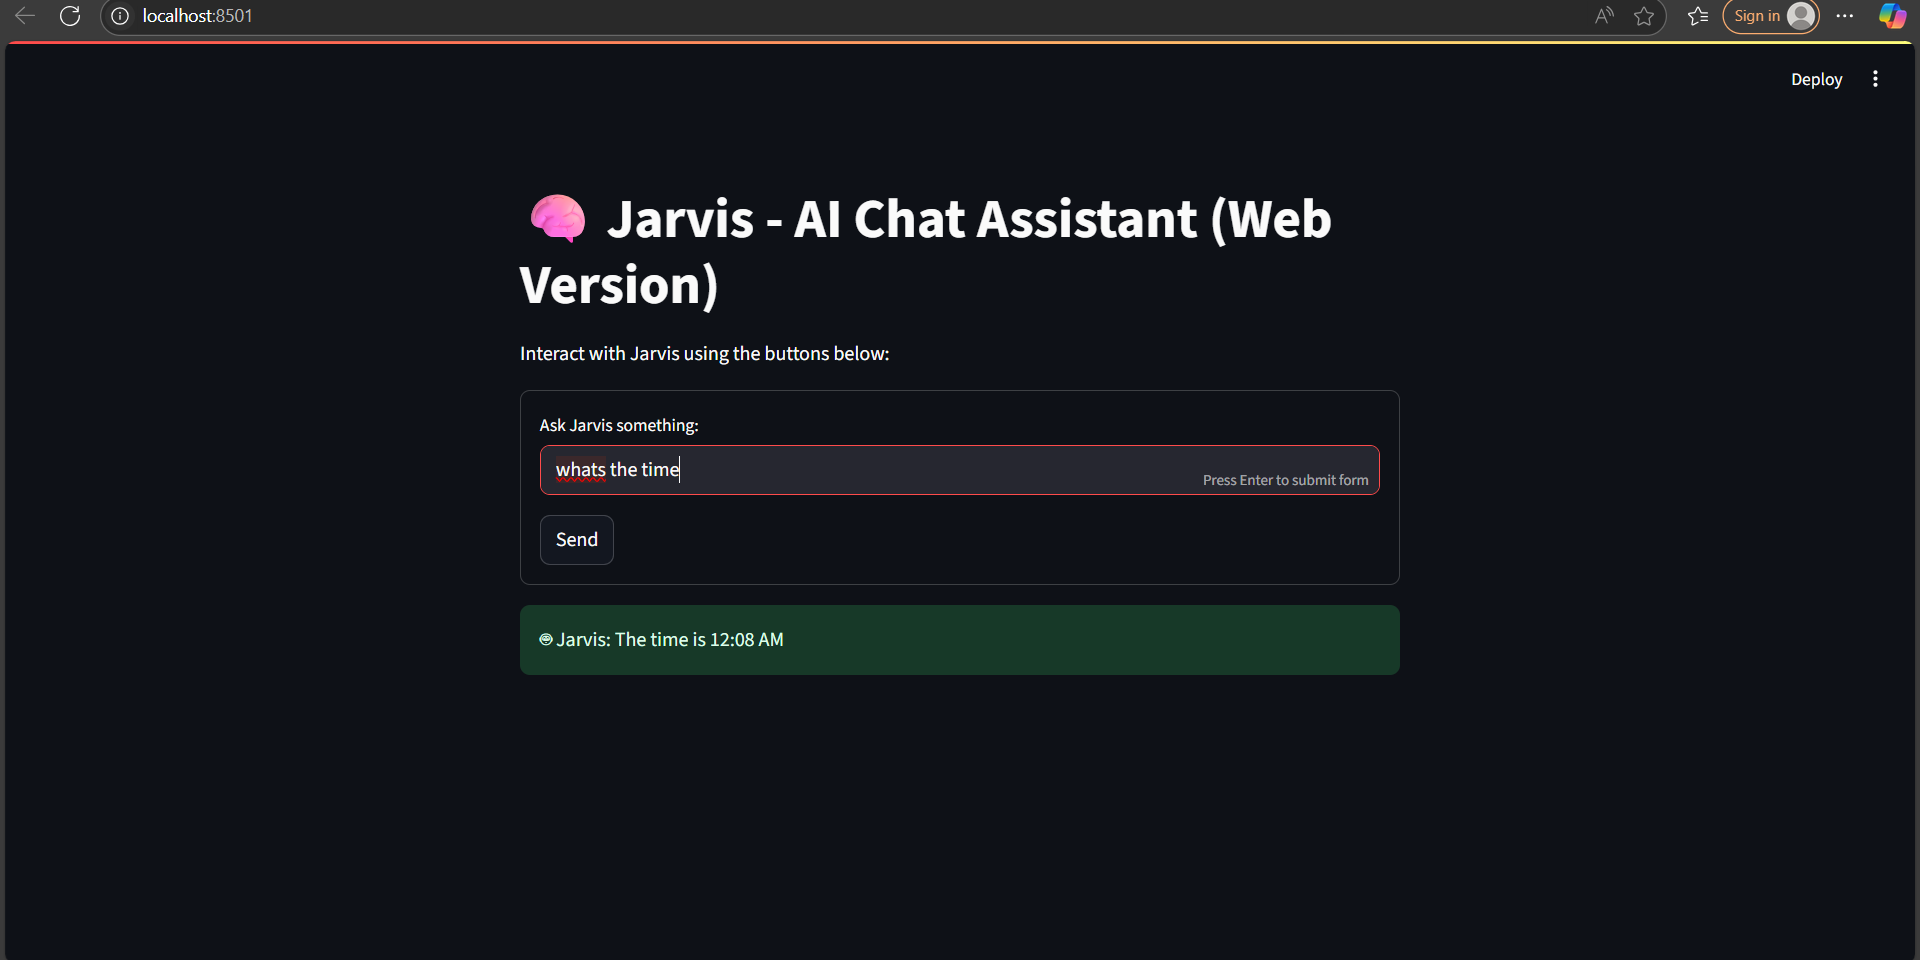 localhost:8501
Sign in
Deploy
Jarvis - AI Chat Assistant (Web
Version)
Interact with Jarvis using the buttons below:
Ask Jarvis something:
whats the time
Press Enter to submit form
Send
Jarvis: The time is 12:08 AM